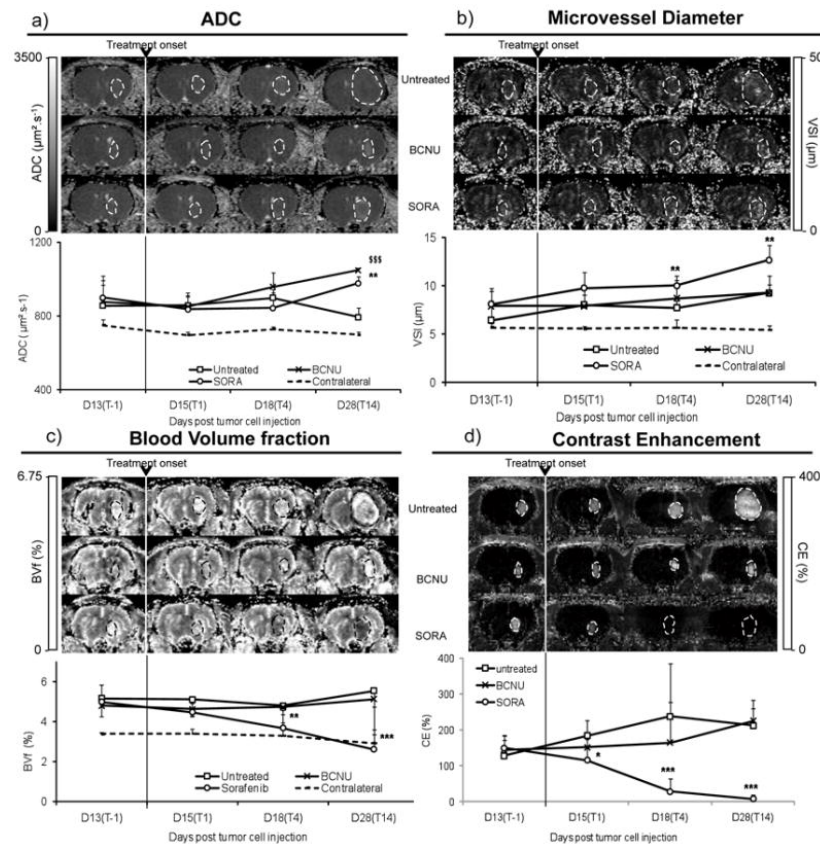 a) ADC
Treatment onset
3500
ADC (µm².s⁻¹)
0
1200
800
400
ADC (µm².s-1)
$$$
**
Untreated
BCNU
SORA
Contralateral
D13(T-1)
D15(T1)
D18(T4)
D28(T14)
Days post tumor cell injection
b) Microvessel Diameter
Treatment onset
Untreated
BCNU
SORA
50
VSI (µm)
0
15
10
5
0
VSI (µm)
**
**
Untreated
BCNU
SORA
Contralateral
D13(T-1)
D15(T1)
D18(T4)
D28(T14)
Days post tumor cell injection
c) Blood Volume fraction
Treatment onset
6.75
BVf (%)
0
6
4
2
0
BVf (%)
**
***
Untreated
BCNU
Sorafenib
Contralateral
D13(T-1)
D15(T1)
D18(T4)
D28(T14)
Days post tumor cell injection
d) Contrast Enhancement
Treatment onset
Untreated
BCNU
SORA
400
CE (%)
0
400
300
200
100
0
CE (%)
untreated
BCNU
SORA
*
***
***
D13(T-1)
D15(T1)
D18(T4)
D28(T14)
Days post tumor cell injection